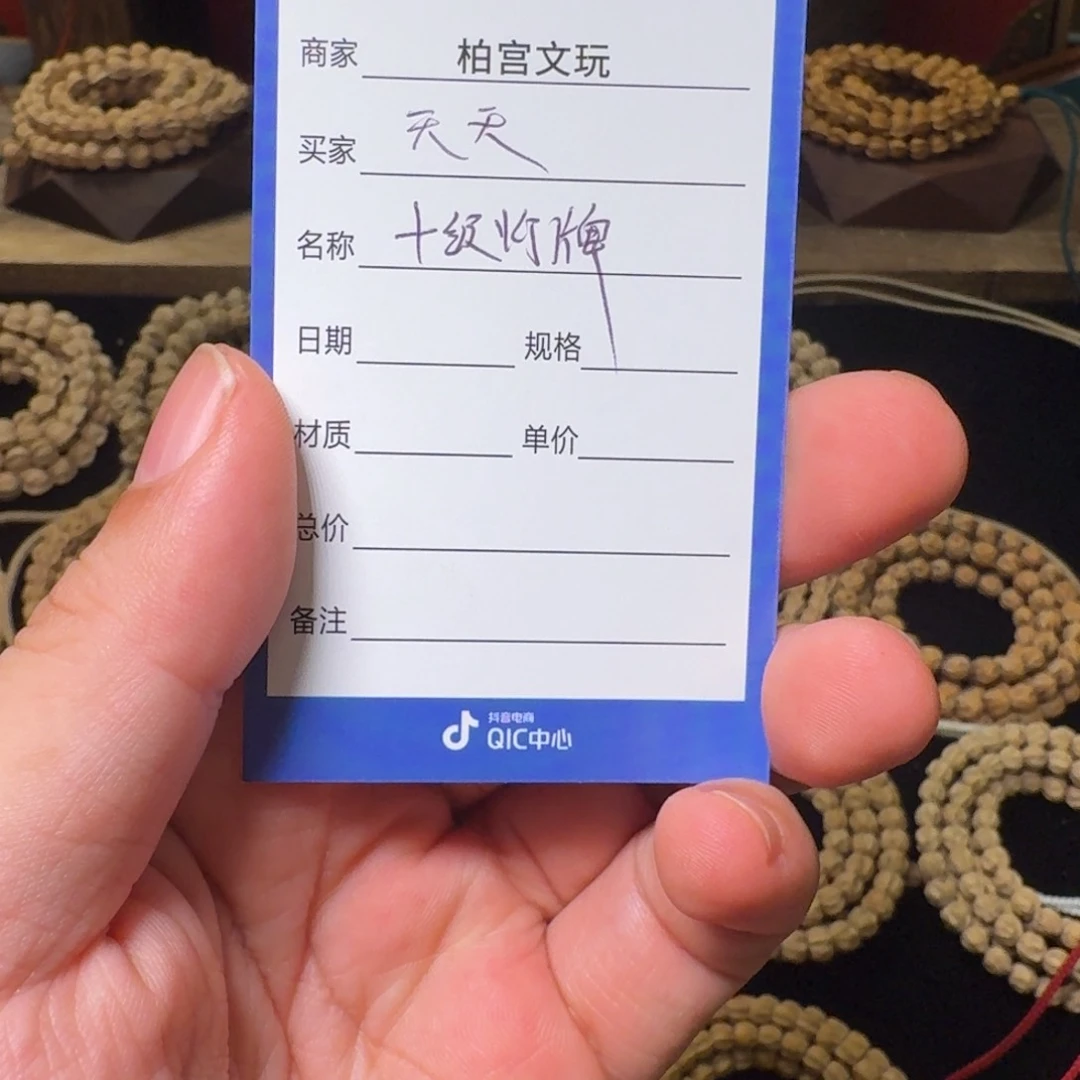 商家 柏宫文玩
买家 天天
名称 十级灯牌
日期 规格
材质 单价
总价
备注
抖音电商
QIC中心